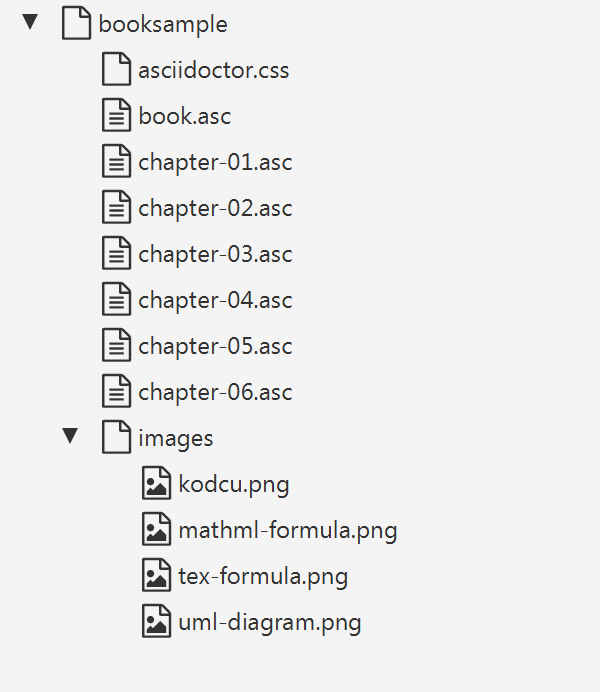 booksample
asciidoctor.css
book.asc
chapter-01.asc
chapter-02.asc
chapter-03.asc
chapter-04.asc
chapter-05.asc
chapter-06.asc
images
kodcu.png
mathml-formula.png
tex-formula.png
uml-diagram.png